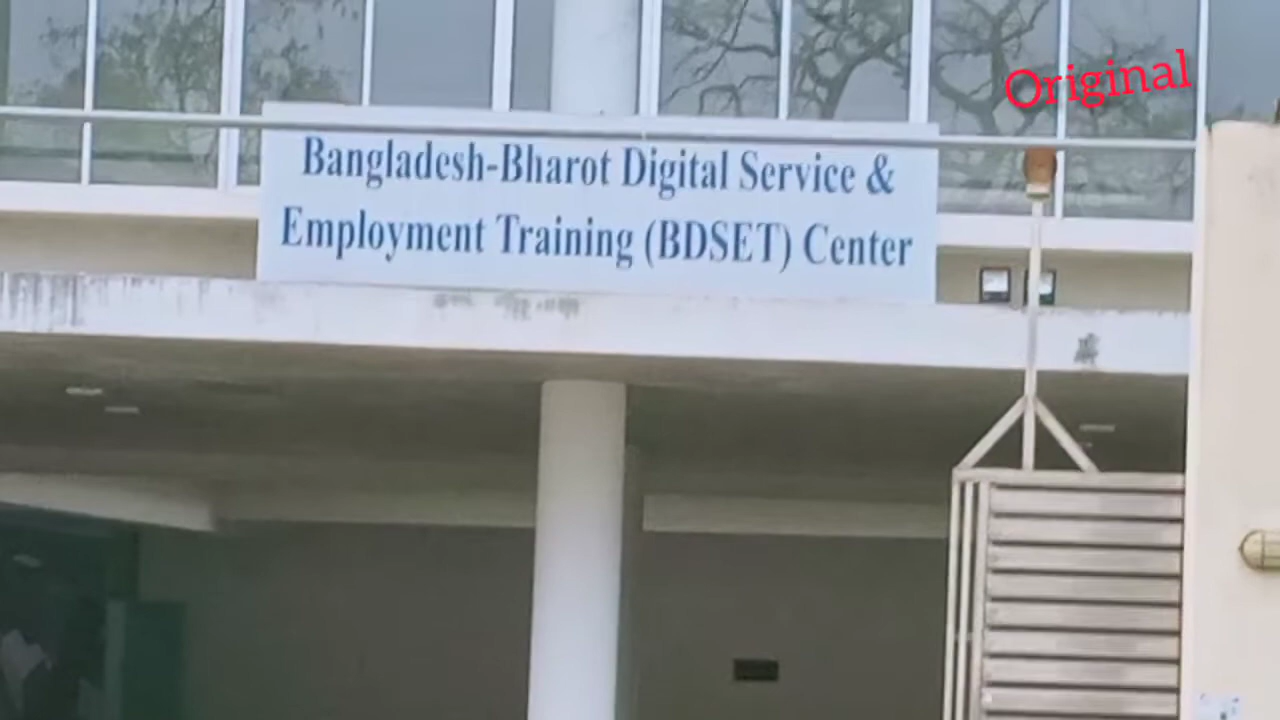 Original
Bangladesh-Bharot Digital Service &
Employment Training (BDSET) Center